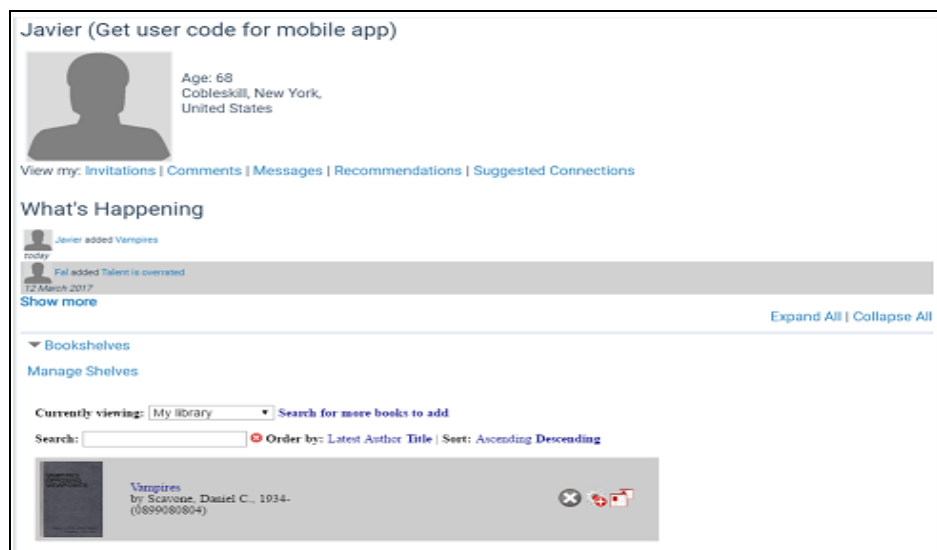 Javier (Get user code for mobile app)
Age: 68
Cobleskill, New York,
United States
View my: Invitations | Comments | Messages | Recommendations | Suggested Connections
What's Happening
Javier added Vampires
today
Fal added Talent is overrated
12 March 2017
Show more
Expand All | Collapse All
Bookshelves
Manage Shelves
Currently viewing: My library Search for more books to add
Search: Order by: Latest Author Title | Sort: Ascending Descending
VAMPIRES
OPPOSING
VIEWPOINTS
Vampires
by Scavone, Daniel C., 1934-
(0899080804)